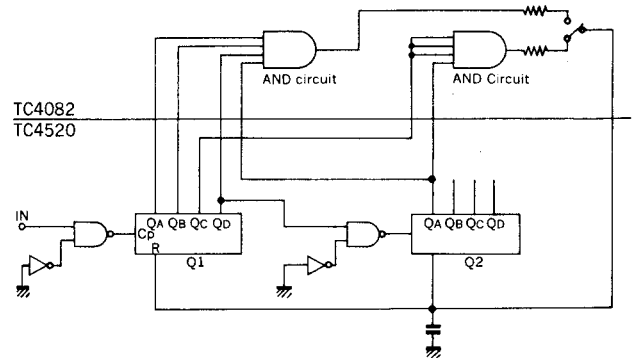 AND circuit
AND Circuit
TC4082
TC4520
IN
QA QB QC QD
CP
R
Q1
QA QB QC QD
Q2